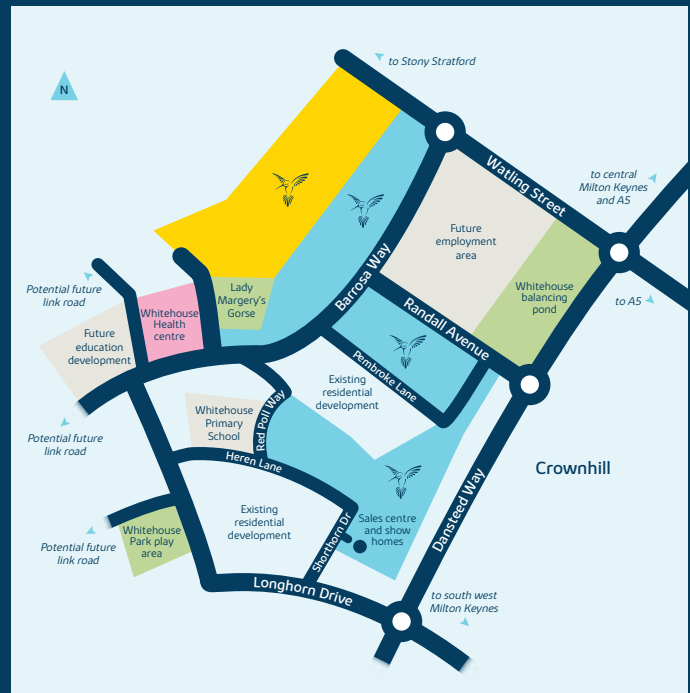 to Stony Stratford
N
Watling Street
to central
Milton Keynes
and A5
Future
employment
area
Barrosa Way
Potential future
link road
Lady
Margery's
Gorse
Whitehouse
balancing
pond
to A5
Whitehouse
Health
centre
Randall Avenue
Future
education
development
Pembroke Lane
Existing
residential
development
Whitehouse
Primary
School
Red Poll Way
Potential future
link road
Heren Lane
Crownhill
Existing
residential
development
Sales centre
and show
homes
Shorthorn Dr
Dansteed Way
Whitehouse
Park play
area
Potential future
link road
Longhorn Drive
to south west
Milton Keynes